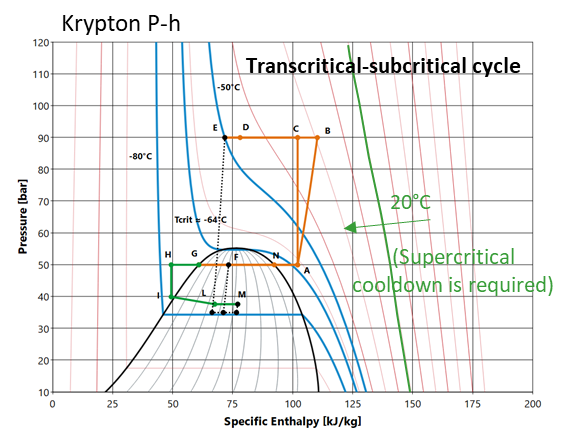 Krypton P-h
Transcritical-subcritical cycle
120
110
100
90
80
70
60
50
40
30
20
10
Pressure [bar]
-50°C
E
D
C
B
-80°C
20°C
Tcrit = -64°C
(Supercritical
cooldown is required)
H
G
F
N
A
I
L
M
0
25
50
75
100
125
150
175
200
Specific Enthalpy [kJ/kg]